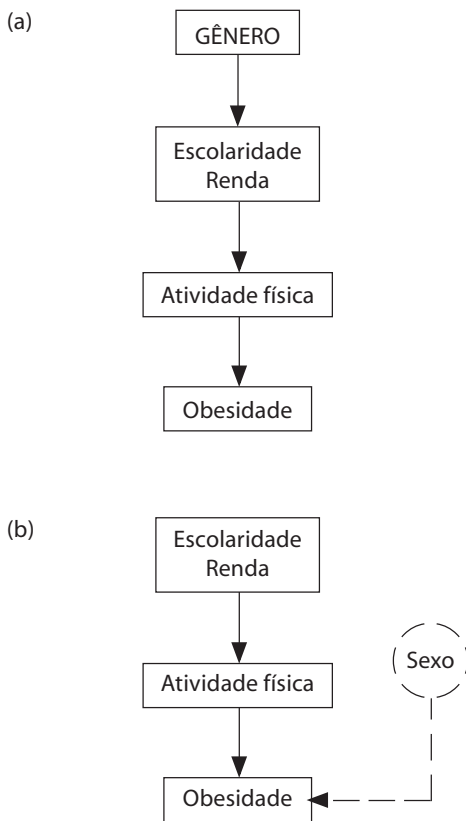 (a)
GÊNERO
Escolaridade
Renda
Atividade física
Obesidade
(b)
Escolaridade
Renda
Atividade física
Sexo
Obesidade